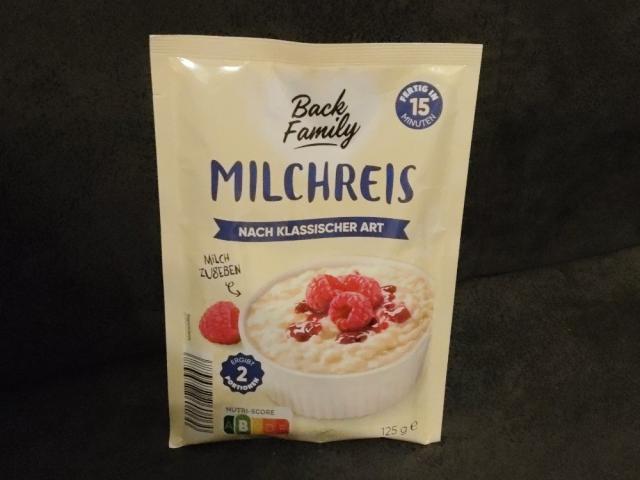 Back
Family
FERTIG IN
15
MINUTEN
MILCHREIS
NACH KLASSISCHER ART
MILCH
ZUGEBEN
ERGIBT
2
PORTIONEN
NUTRI-SCORE
A B C D E
125 g e